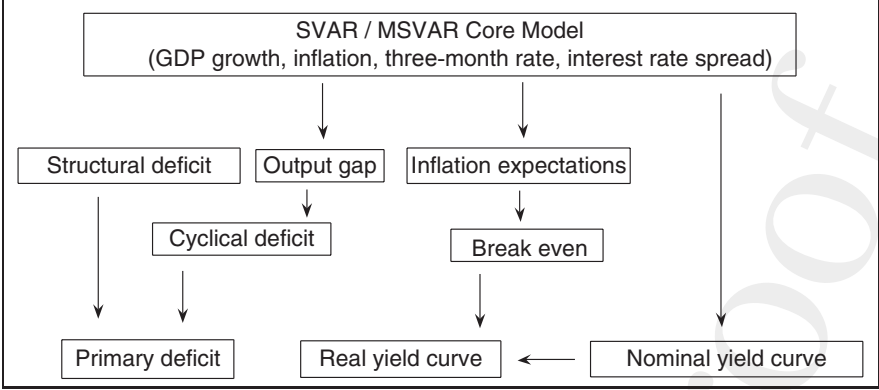 SVAR / MSVAR Core Model
(GDP growth, inflation, three-month rate, interest rate spread)
Structural deficit
Output gap
Inflation expectations
Cyclical deficit
Break even
Primary deficit
Real yield curve
Nominal yield curve